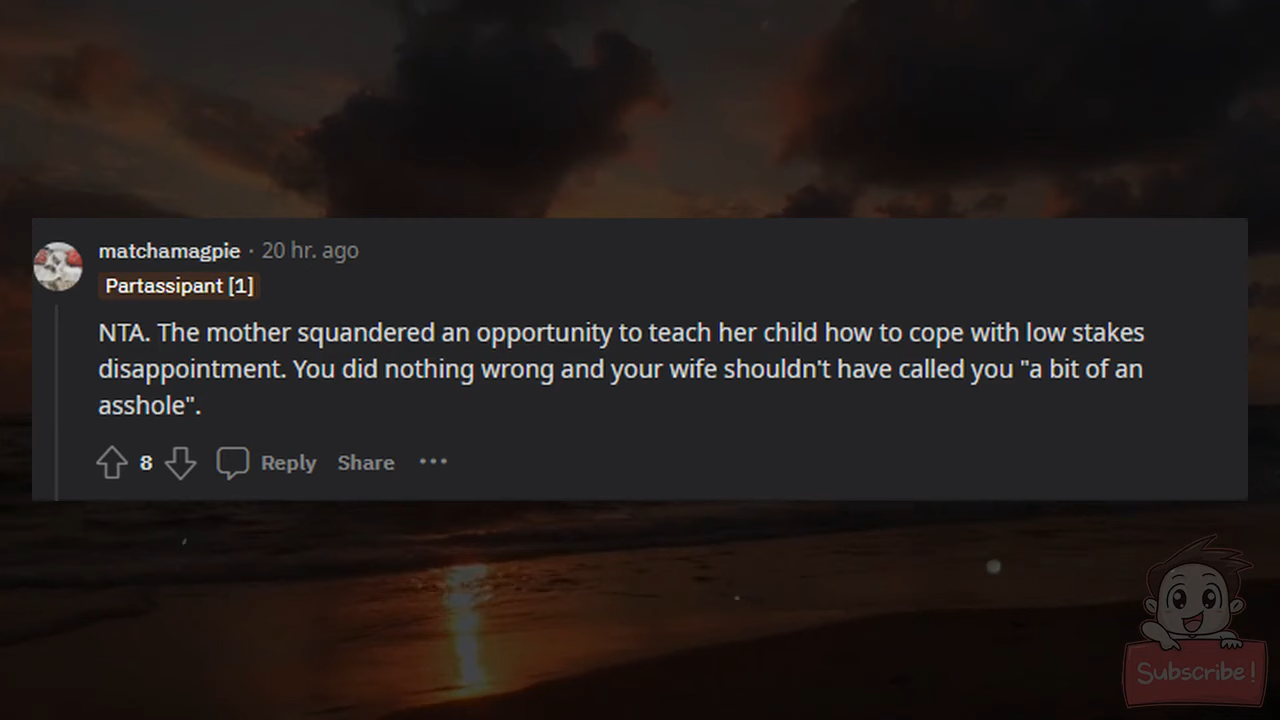 matchamagpie · 20 hr. ago
Partassipant [1]
NTA. The mother squandered an opportunity to teach her child how to cope with low stakes
disappointment. You did nothing wrong and your wife shouldn't have called you "a bit of an
asshole".
8 Reply Share ···
Subscribe!